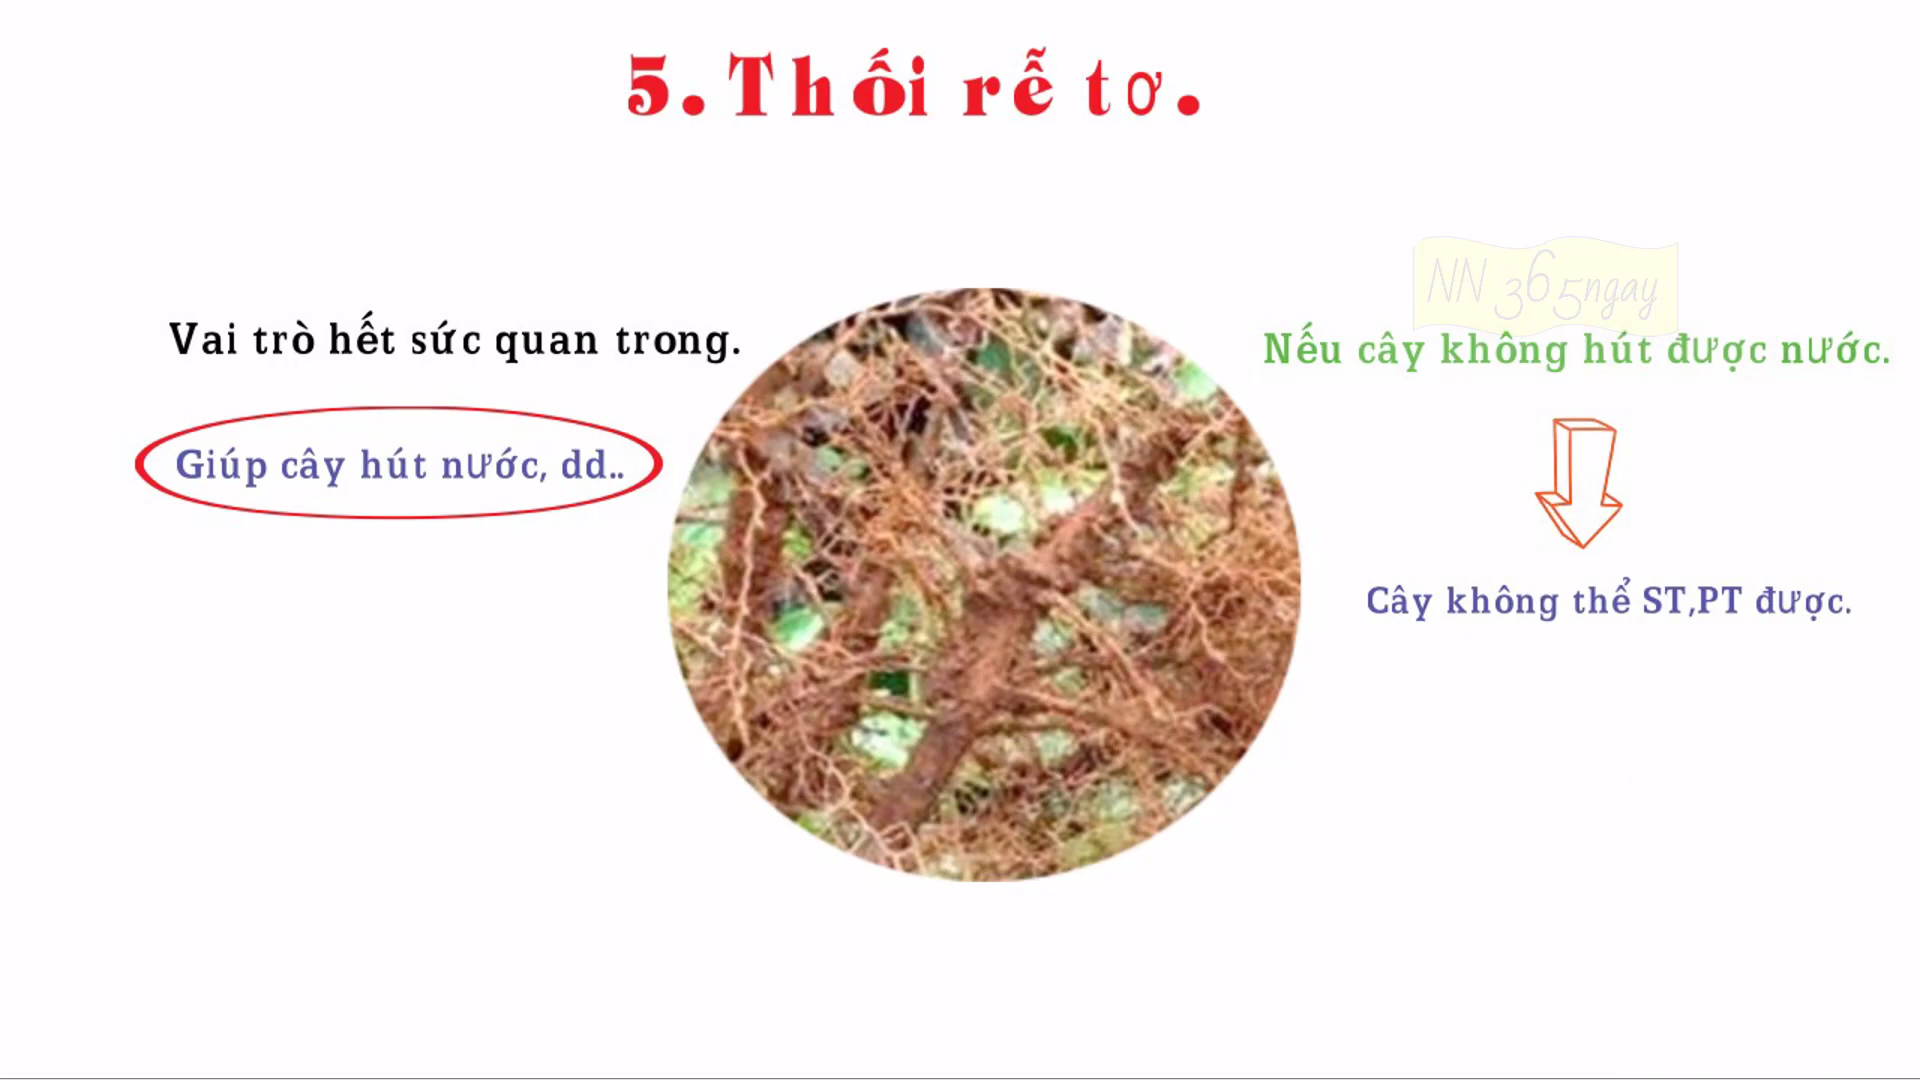 5. Thối rễ tơ.
Vai trò hết sức quan trong.
Giúp cây hút nước, dd..
NN 365ngay
Nếu cây không hút được nước.
Cây không thể ST,PT được.